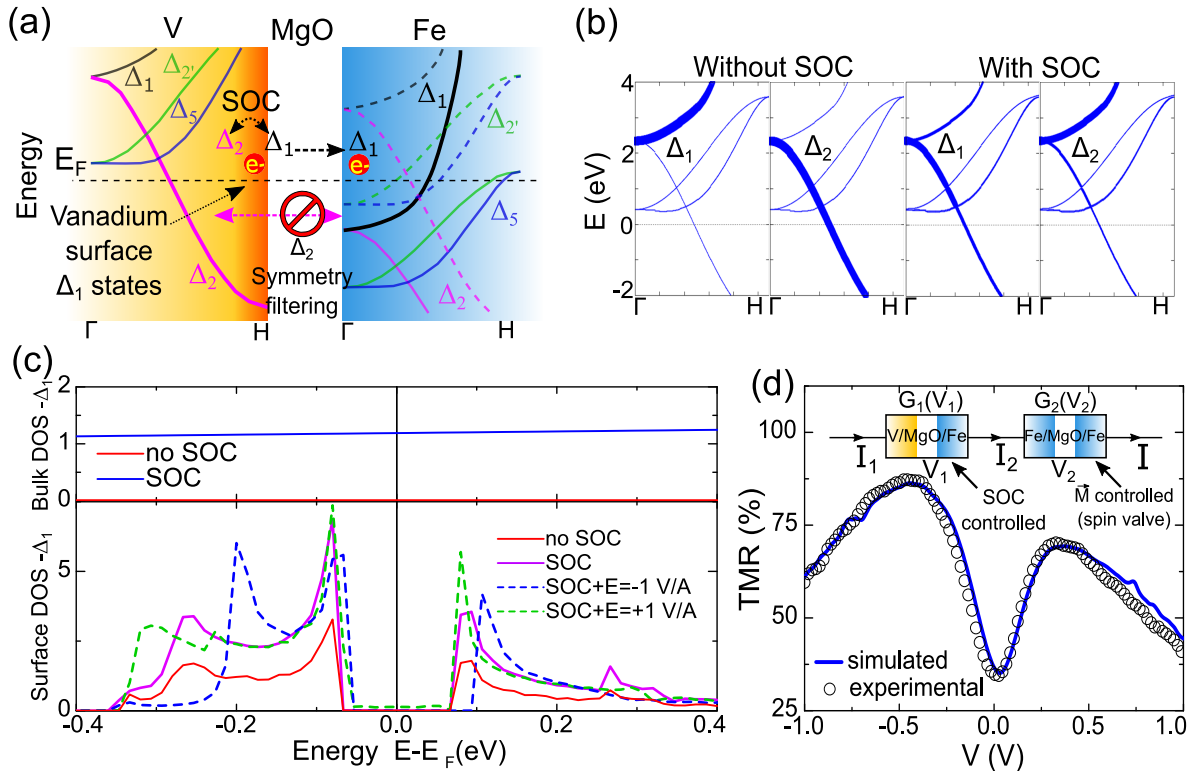 (a)
V
MgO
Fe
Δ1
Δ2'
Δ5
SOC
Δ2
Δ1
Δ1
Δ1
Δ2'
Energy
EF
e-
e-
Vanadium
surface
Δ1 states
Δ2
Δ2
Symmetry
filtering
Δ5
Δ2
Γ
H
Γ
H
(b)
Without SOC
With SOC
E (eV)
4
3
2
1
0
-2
Δ1
Δ2
Δ1
Δ2
Γ
H
Γ
H
Γ
H
Γ
H
(c)
Bulk DOS -Δ1
2
1
0
no SOC
SOC
Surface DOS -Δ1
5
0
no SOC
SOC
SOC+E=-1 V/A
SOC+E=+1 V/A
-0.4
-0.2
0.0
0.2
0.4
Energy E-EF(eV)
(d)
TMR (%)
100
75
50
25
G1(V1)
G2(V2)
V/MgO/Fe
Fe/MgO/Fe
I1
V1
I2
V2
I
SOC
controlled
M⃗ controlled
(spin valve)
simulated
experimental
-1.0
-0.5
0.0
0.5
1.0
V (V)